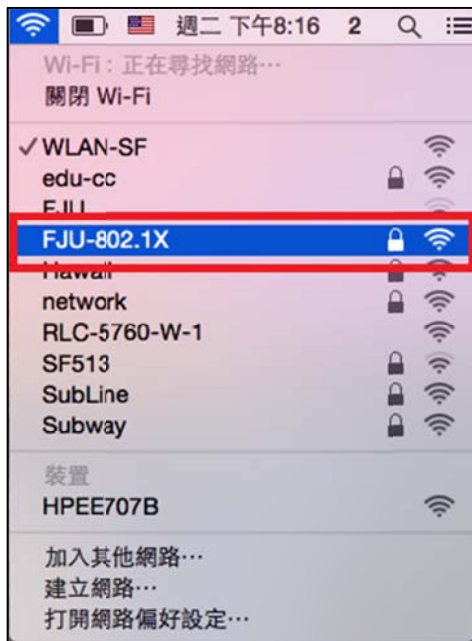 週二 下午8:16 2
Wi-Fi：正在尋找網路⋯
關閉 Wi-Fi
✓ WLAN-SF
edu-cc
FJU
FJU-802.1X
Hawaii
network
RLC-5760-W-1
SF513
SubLine
Subway
裝置
HPEE707B
加入其他網路⋯
建立網路⋯
打開網路偏好設定⋯